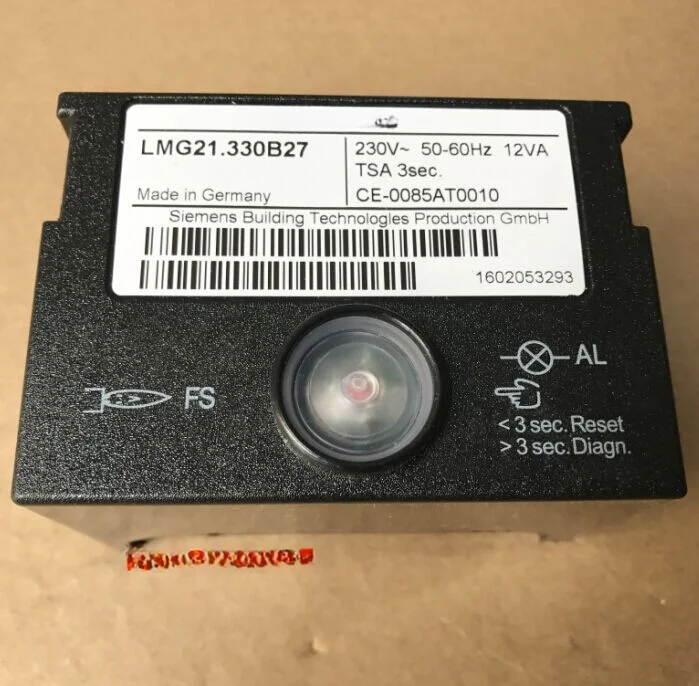 LMG21.330B27
230V~ 50-60Hz 12VA
TSA 3sec.
Made in Germany
CE-0085AT0010
Siemens Building Technologies Production GmbH
1602053293
FS
AL
< 3 sec. Reset
> 3 sec. Diagn.